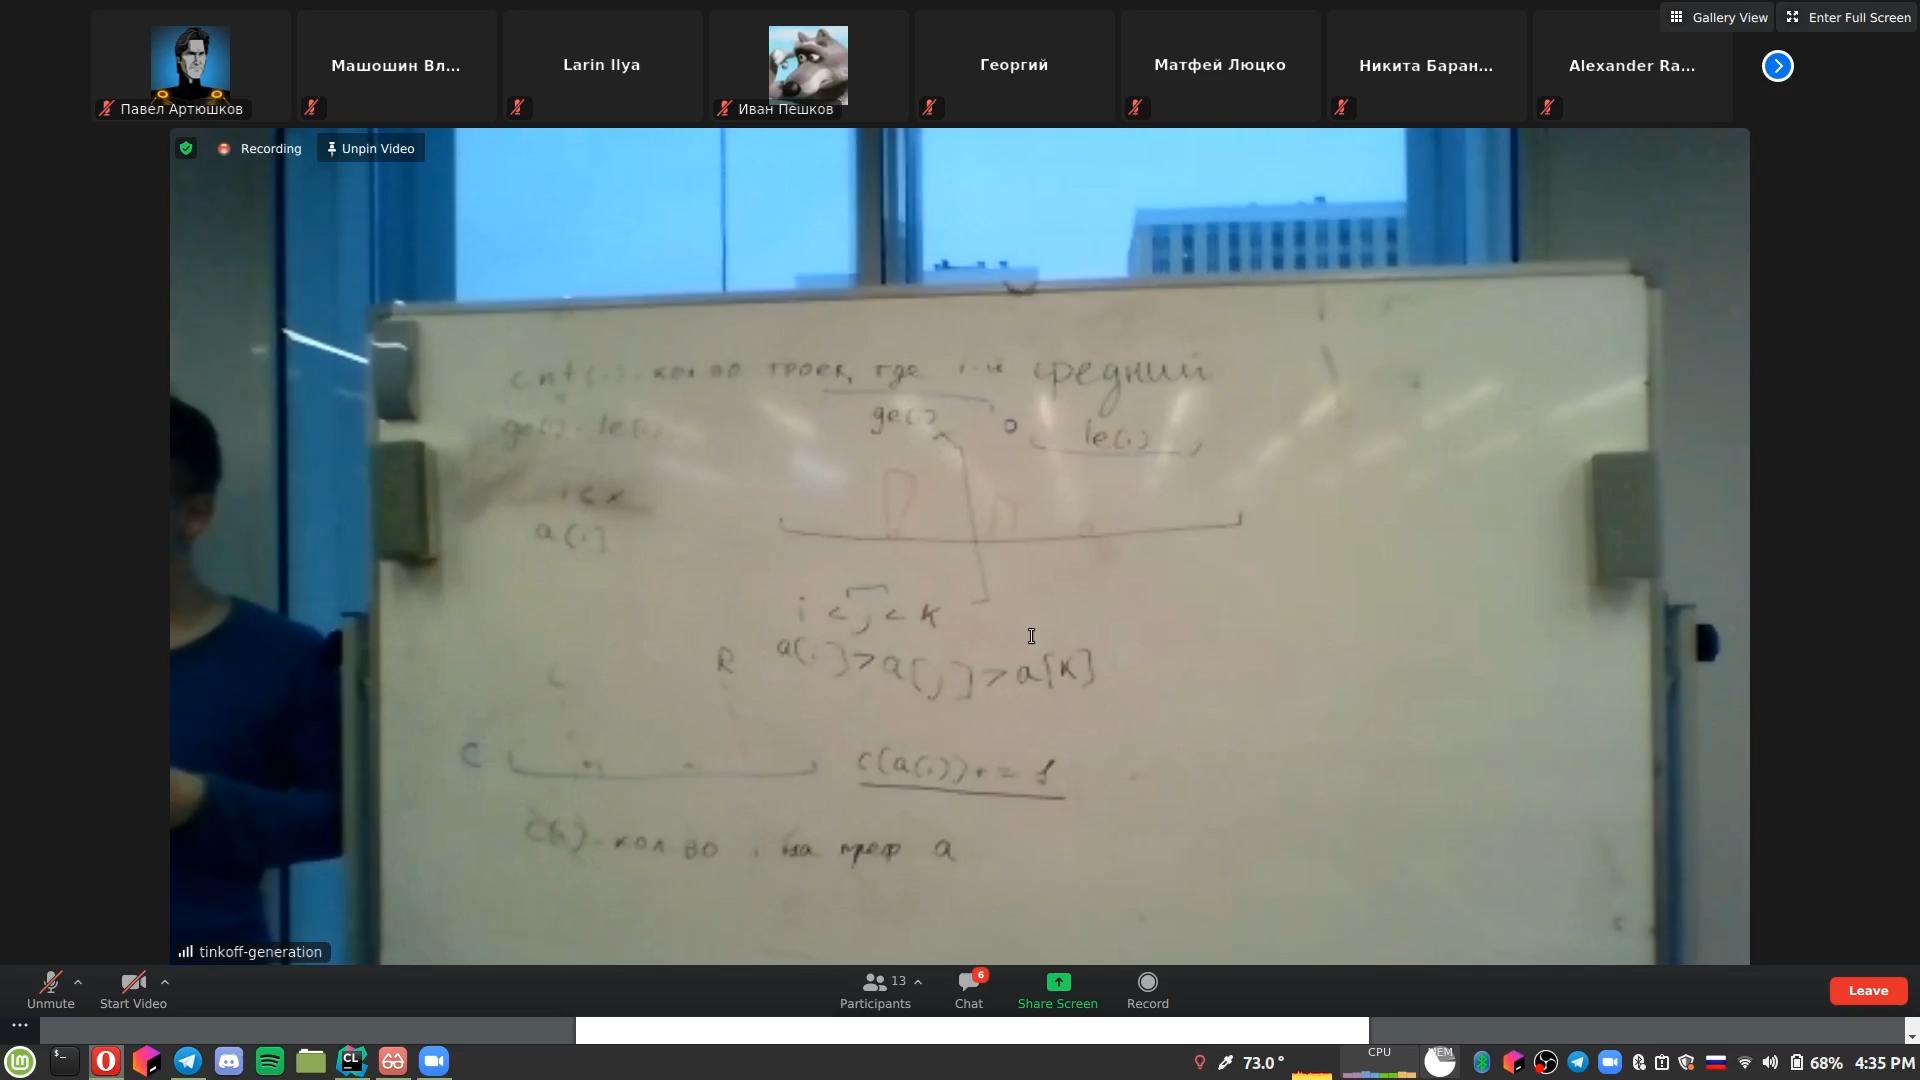 Gallery View
Enter Full Screen
Павел Артюшков
Машошин Вл...
Larin Ilya
Иван Пешков
Георгий
Матфей Люцко
Никита Баран...
Alexander Ra...
Recording
Unpin Video
cnt(i) - кол во троек, где i-й средний
ge(i) · le(i)
ge(i)
le(i)
a[i]
i < j < k
a[i] > a[j] > a[k]
R
C
c(a(i)) += 1
кол во на преф a
tinkoff-generation
Unmute
Start Video
13
Participants
6
Chat
Share Screen
Record
Leave
CL
73.0°
CPU
MEM
68%
4:35 PM